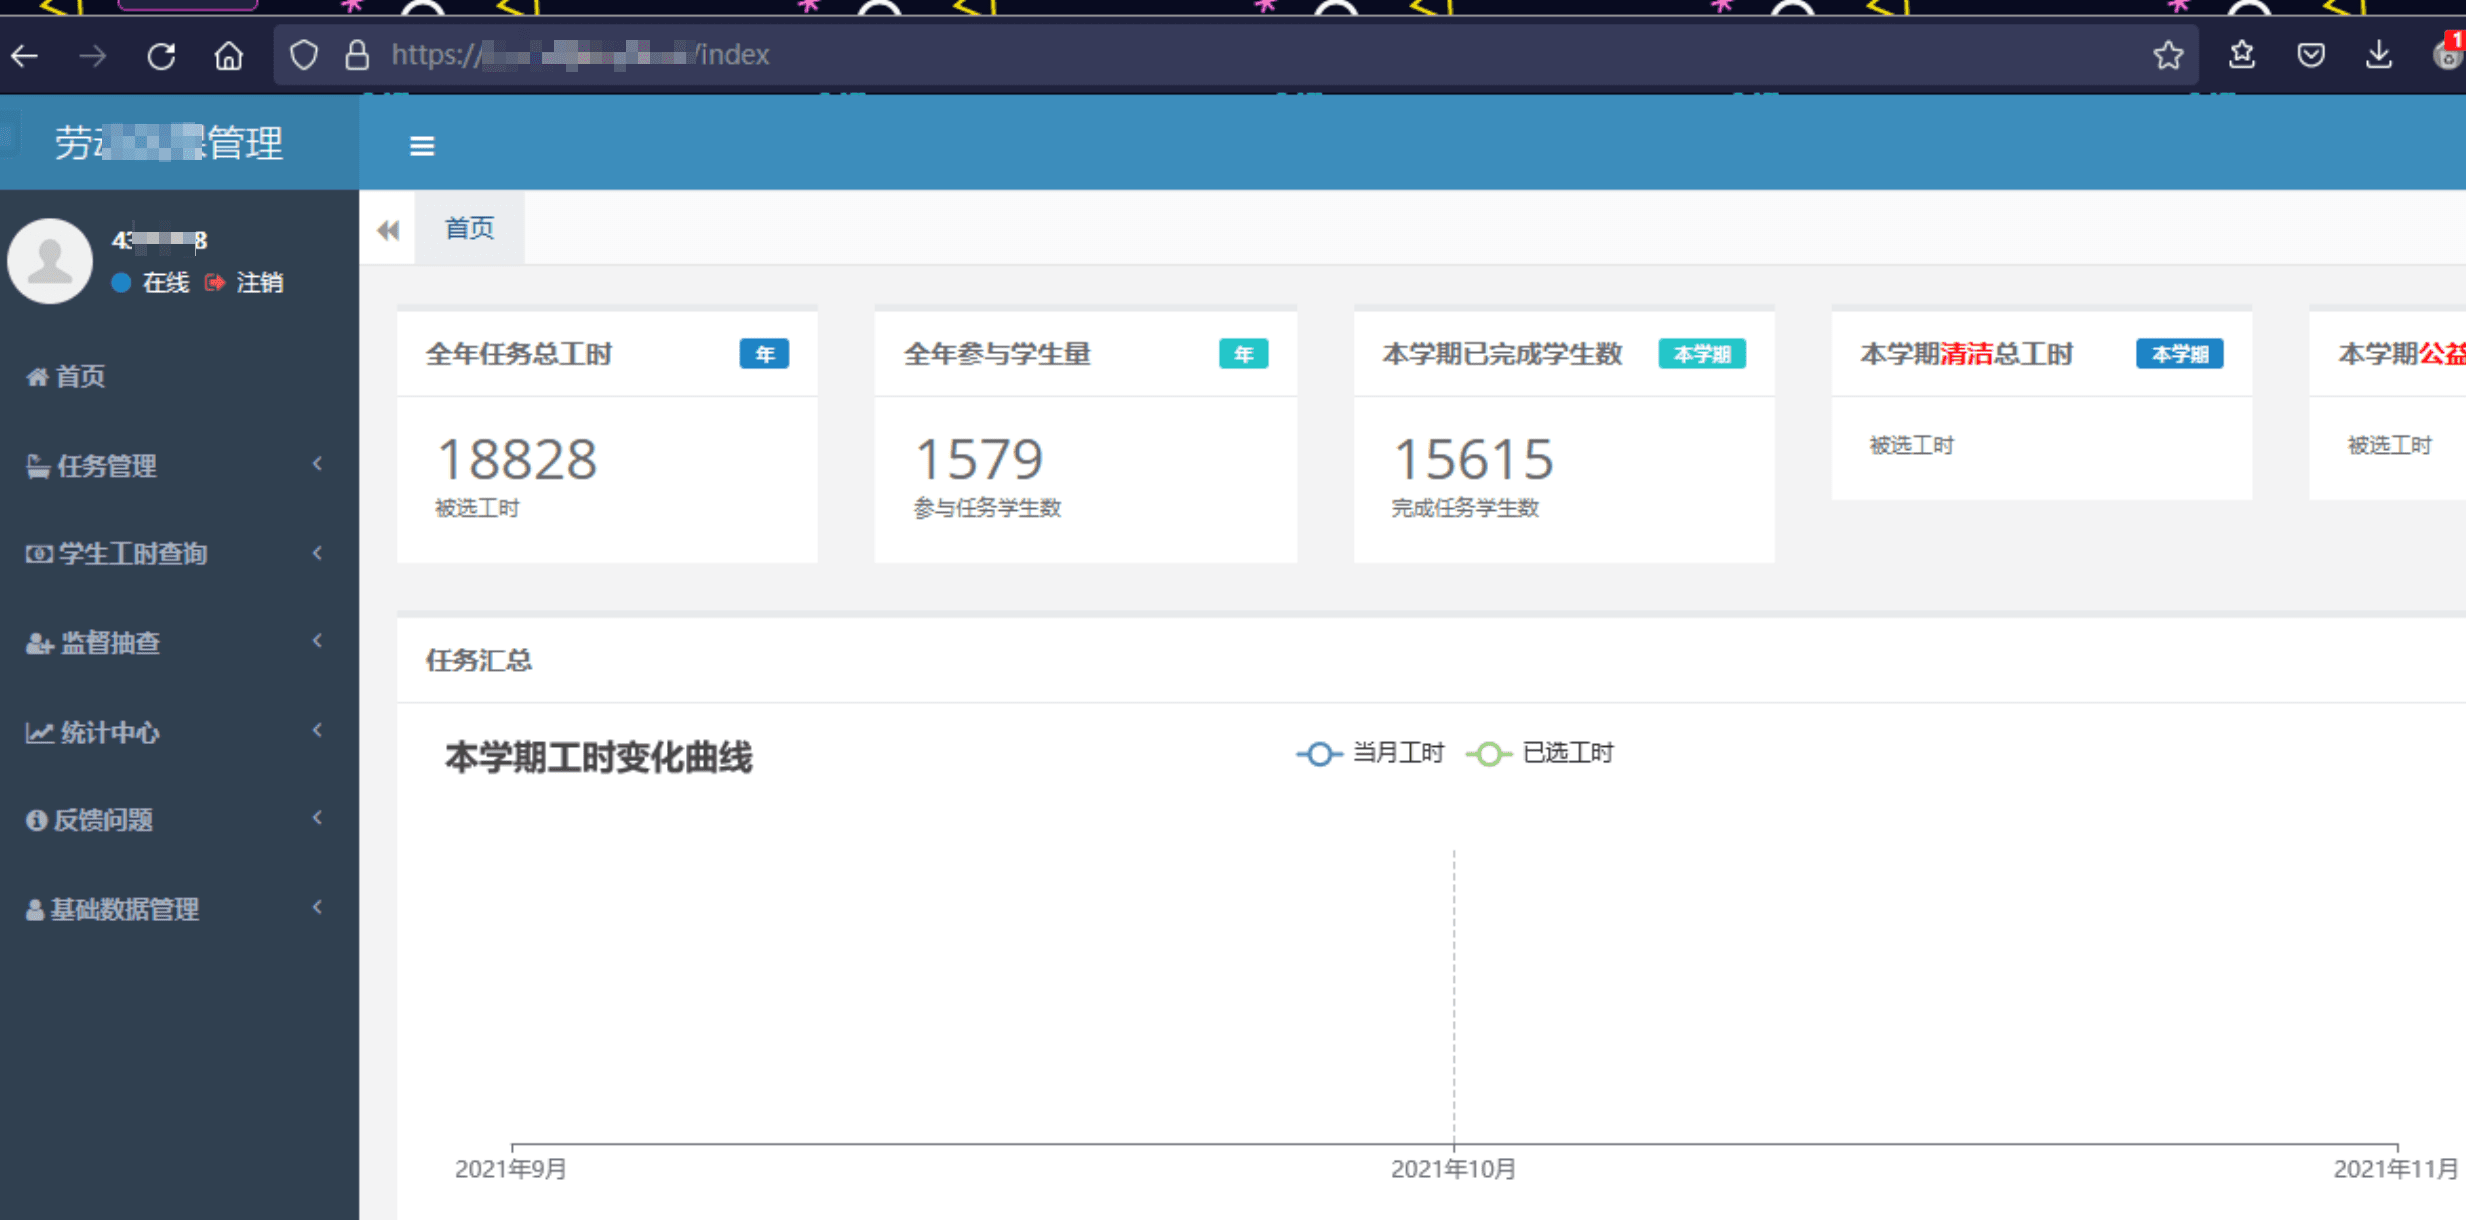 https:// /index
1
劳 管理
首页
43 8
在线 注销
首页
任务管理
学生工时查询
监督抽查
统计中心
反馈问题
基础数据管理
全年任务总工时 年
18828
被选工时
全年参与学生量 年
1579
参与任务学生数
本学期已完成学生数 本学期
15615
完成任务学生数
本学期清洁总工时 本学期
被选工时
本学期公益
被选工时
任务汇总
本学期工时变化曲线
当月工时 已选工时
2021年9月 2021年10月 2021年11月